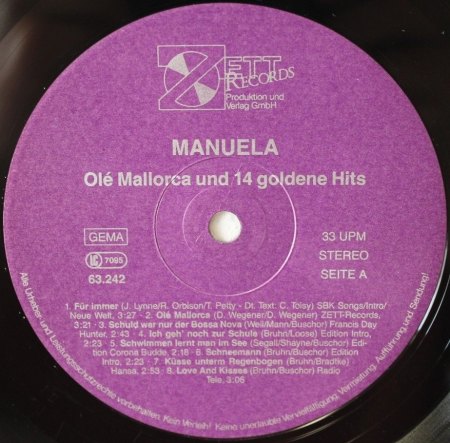 ZETT
RECORDS
Produktion und
Verlag GmbH
MANUELA
Olé Mallorca und 14 goldene Hits
GEMA
LC 7095
63.242
33 UPM
STEREO
SEITE A
1. Für immer (J. Lynne/R. Orbison/T. Petty - Dt. Text: C. Tolsy) SBK Songs/Intro/
Neue Welt, 3:27 - 2. Olé Mallorca (D. Wegener/D. Wegener) ZETT-Records,
3:21 - 3. Schuld war nur der Bossa Nova (Weil/Mann/Buschor) Francis Day
Hunter, 2:43 - 4. Ich geh' noch zur Schule (Bruhn/Loose) Edition Intro,
2:23 - 5. Schwimmen lernt man im See (Segall/Shayne/Buschor) Edi-
tion Corona Budde, 2:18 - 6. Schneemann (Bruhn/Buschor) Edition
Intro, 2:23 - 7. Küsse unterm Regenbogen (Bruhn/Bradtke)
Hansa, 2:53 - 8. Love And Kisses (Bruhn/Buschor) Radio
Tele, 3:06
Alle Urheber- und Leistungsschutzrechte vorbehalten. Kein Verleih! Keine unerlaubte Vervielfältigung, Vermietung, Aufführung, Sendung!